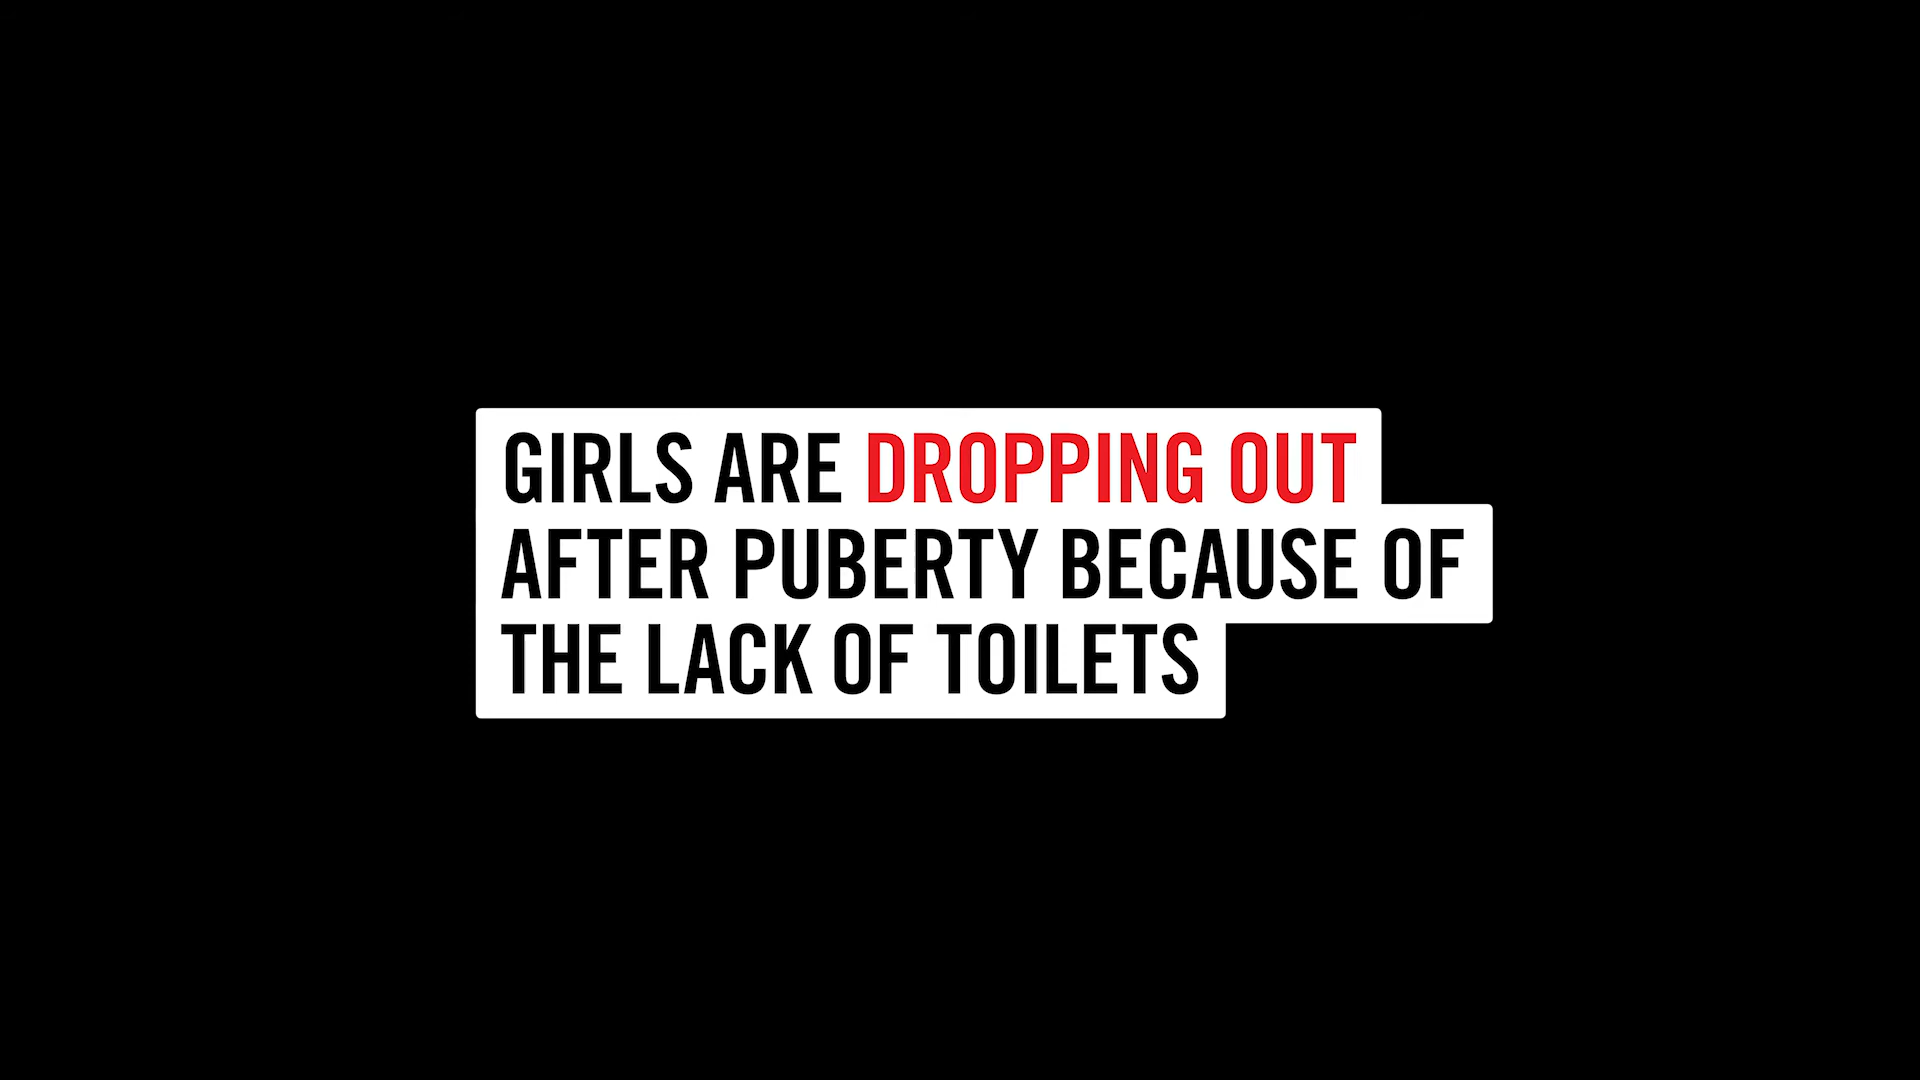 GIRLS ARE DROPPING OUT
AFTER PUBERTY BECAUSE OF
THE LACK OF TOILETS